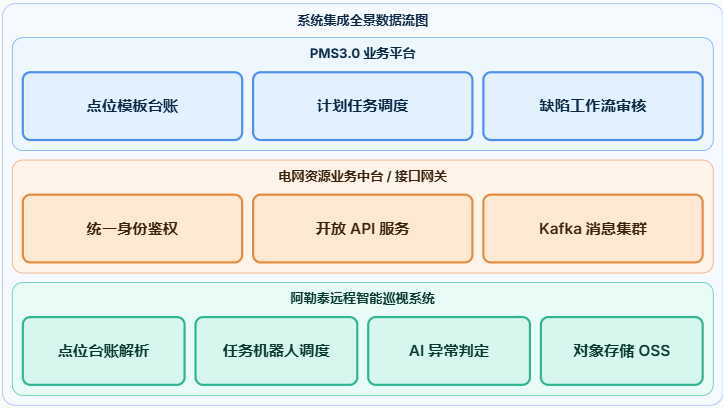 系统集成全景数据流图
PMS3.0 业务平台
点位模板台账
计划任务调度
缺陷工作流审核
电网资源业务中台 / 接口网关
统一身份鉴权
开放 API 服务
Kafka 消息集群
阿勒泰远程智能巡视系统
点位台账解析
任务机器人调度
AI 异常判定
对象存储 OSS